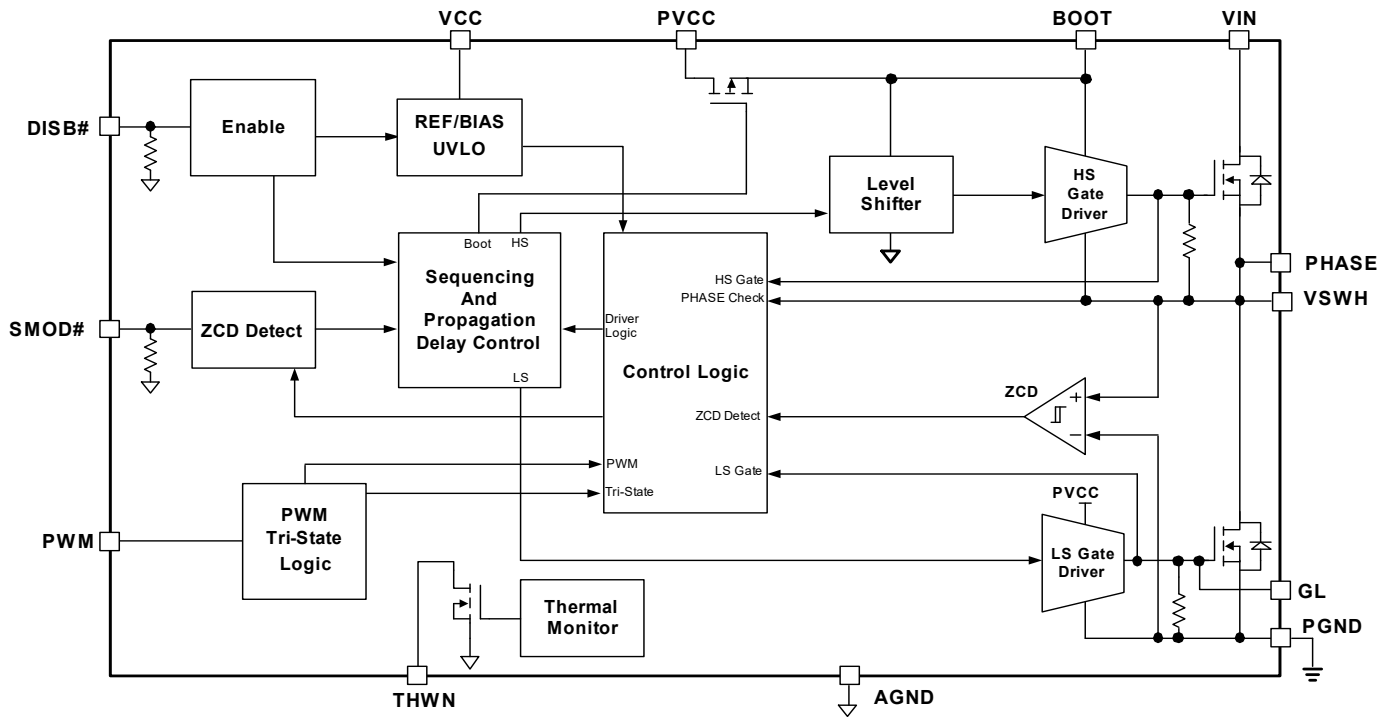 VCC
PVCC
BOOT
VIN
DISB#
Enable
REF/BIAS
UVLO
Level
Shifter
HS
Gate
Driver
Boot
HS
Sequencing
And
Propagation
Delay Control
LS
HS Gate
PHASE Check
Driver
Logic
Control Logic
ZCD Detect
LS Gate
PWM
Tri-State
PHASE
VSWH
SMOD#
ZCD Detect
ZCD
+
−
PVCC
PWM
PWM
Tri-State
Logic
LS Gate
Driver
Thermal
Monitor
GL
PGND
THWN
AGND